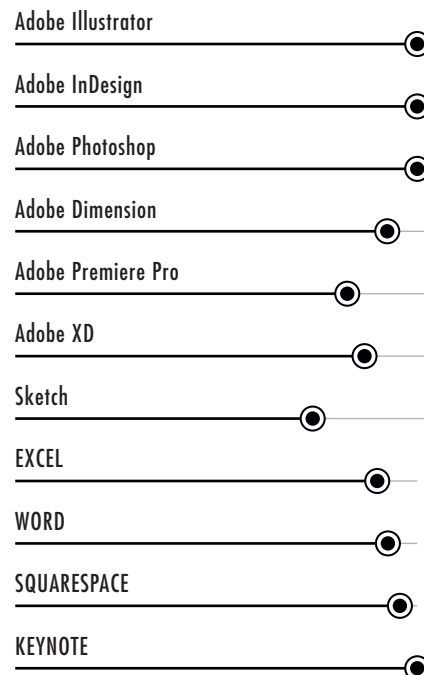 Adobe Illustrator
Adobe InDesign
Adobe Photoshop
Adobe Dimension
Adobe Premiere Pro
Adobe XD
Sketch
EXCEL
WORD
SQUARESPACE
KEYNOTE